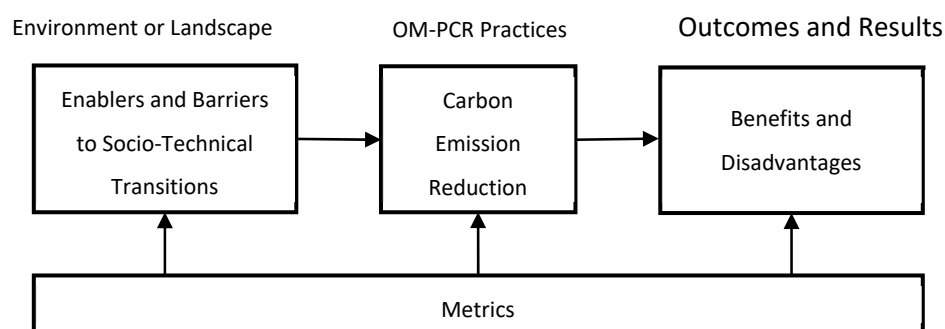 Environment or Landscape
OM-PCR Practices
Outcomes and Results
Enablers and Barriers
to Socio-Technical
Transitions
Carbon
Emission
Reduction
Benefits and
Disadvantages
Metrics